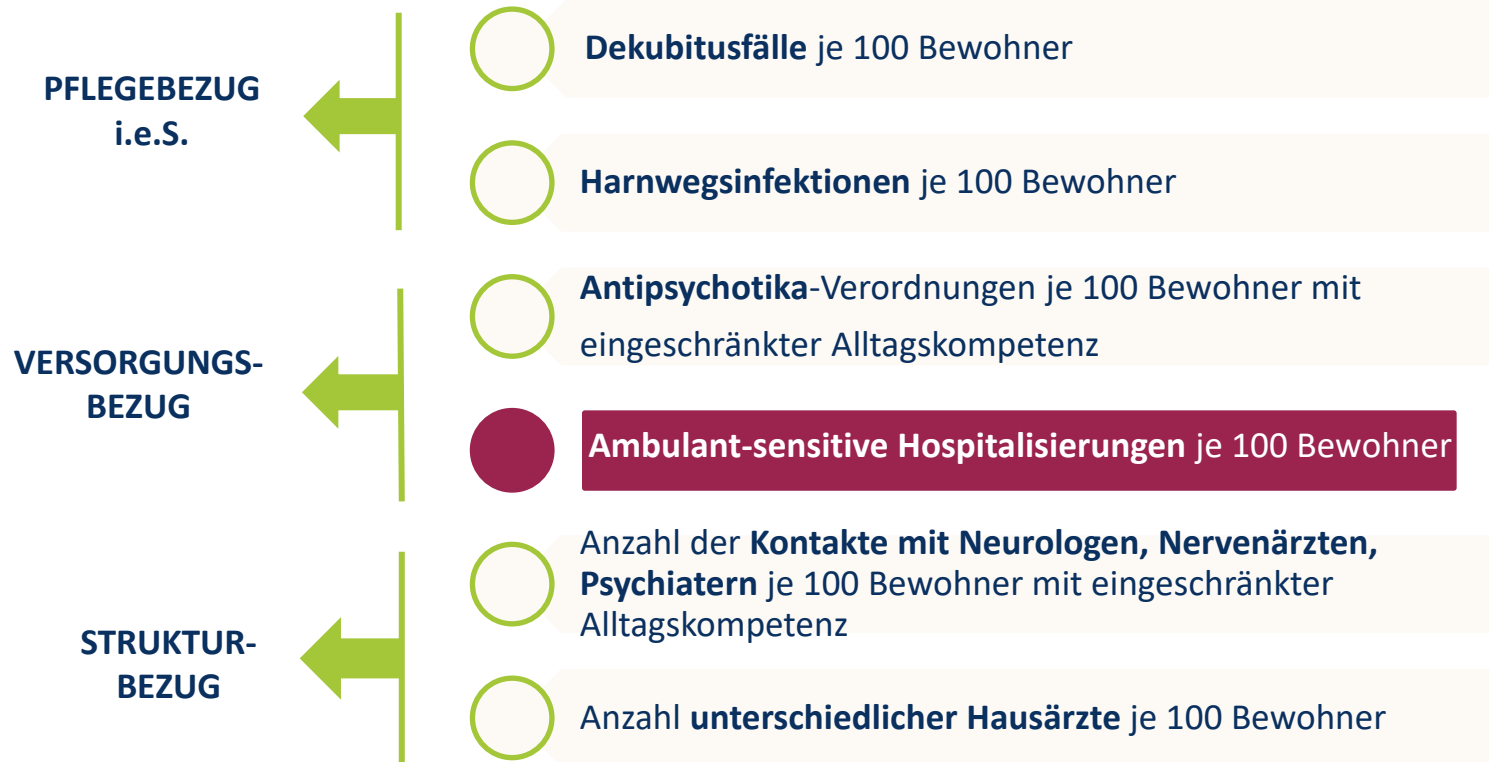 PFLEGEBEZUG
i.e.S.
Dekubitusfälle je 100 Bewohner
Harnwegsinfektionen je 100 Bewohner
VERSORGUNGS-
BEZUG
Antipsychotika-Verordnungen je 100 Bewohner mit
eingeschränkter Alltagskompetenz
Ambulant-sensitive Hospitalisierungen je 100 Bewohner
STRUKTUR-
BEZUG
Anzahl der Kontakte mit Neurologen, Nervenärzten,
Psychiatern je 100 Bewohner mit eingeschränkter
Alltagskompetenz
Anzahl unterschiedlicher Hausärzte je 100 Bewohner